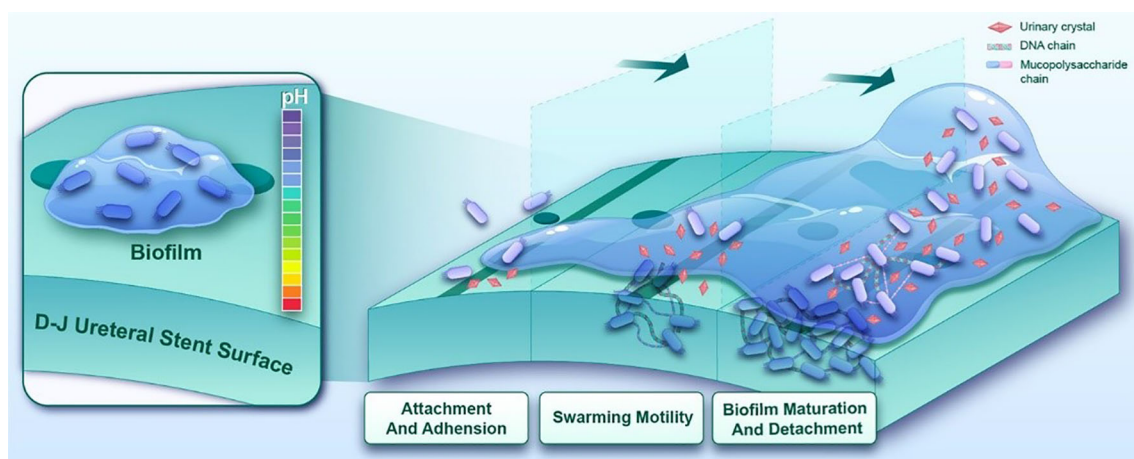 Urinary crystal
DNA chain
Mucopolysaccharide
chain
pH
Biofilm
D-J Ureteral Stent Surface
Attachment
And Adhension
Swarming Motility
Biofilm Maturation
And Detachment